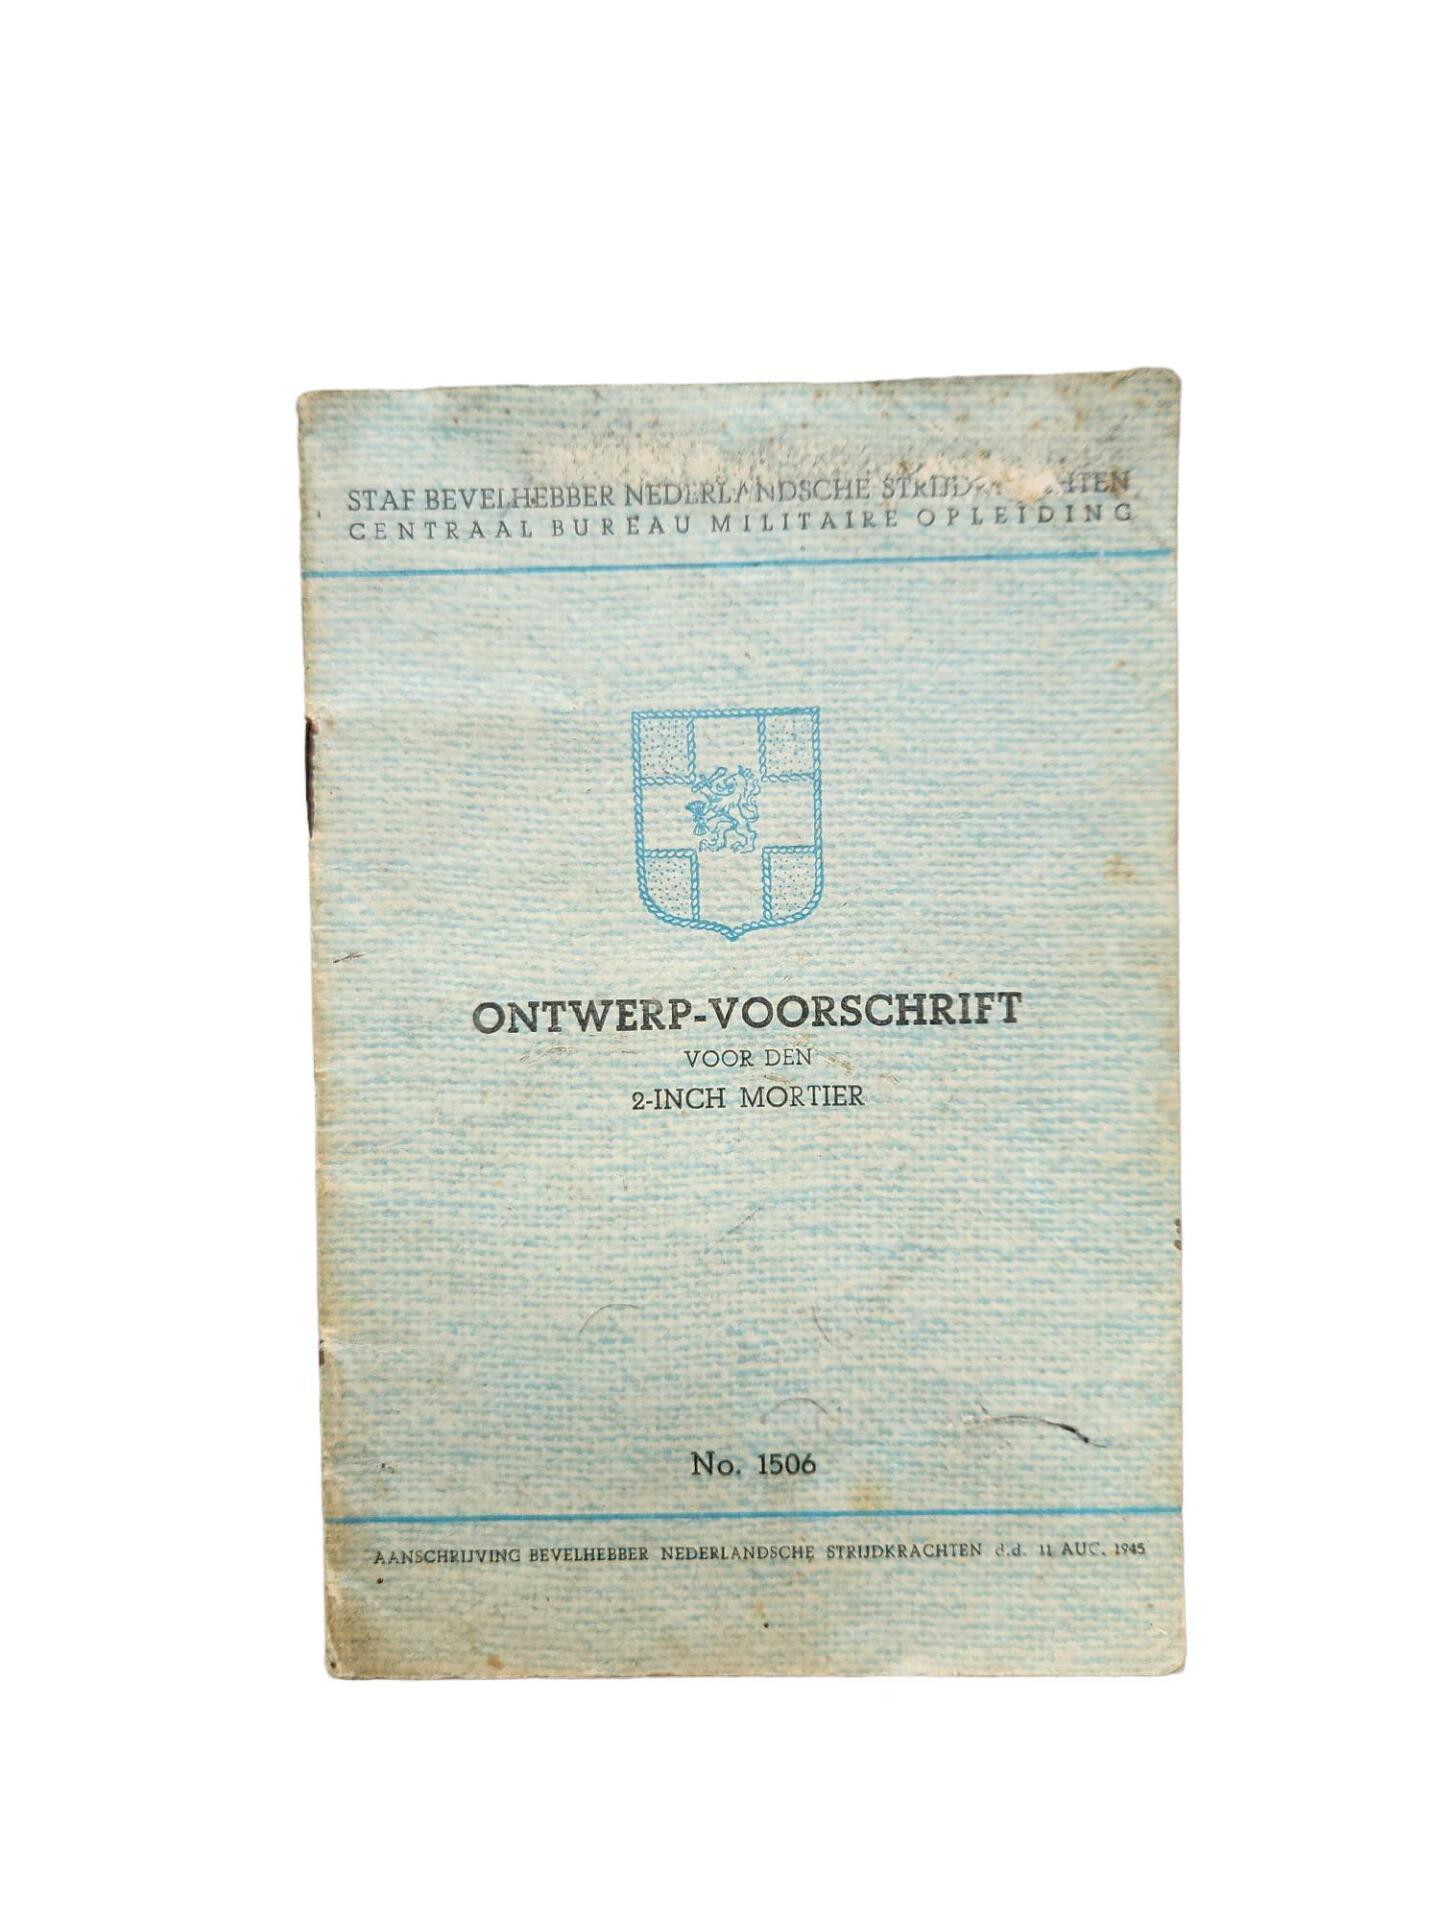 STAF BEVELHEBBER NEDERLANDSCHE STRIJDKRACHTEN
CENTRAAL BUREAU MILITAIRE OPLEIDING
ONTWERP-VOORSCHRIFT
VOOR DEN
2-INCH MORTIER
No. 1506
AANSCHRIJVING BEVELHEBBER NEDERLANDSCHE STRIJDKRACHTEN d.d. 11 AUG. 1945